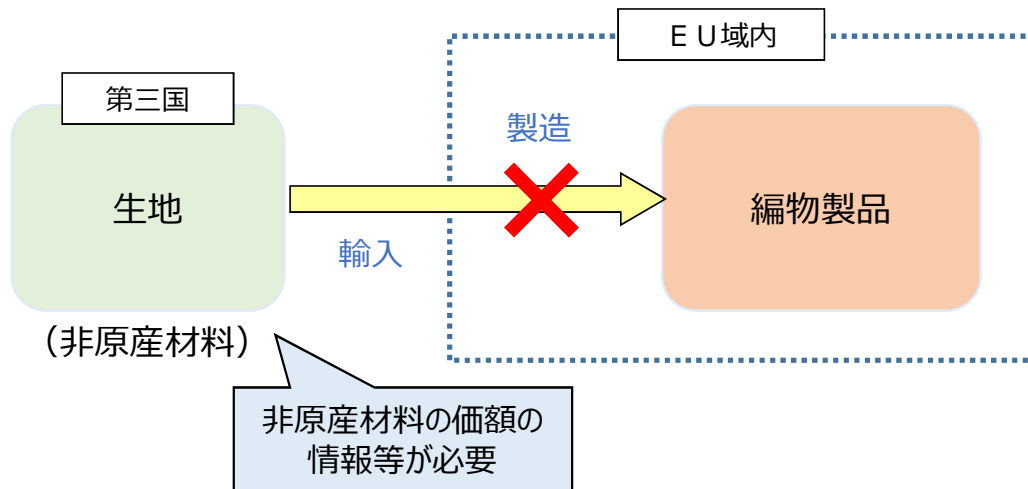 ＥＵ域内
第三国
製造
生地
編物製品
輸入
（非原産材料）
非原産材料の価額の
情報等が必要